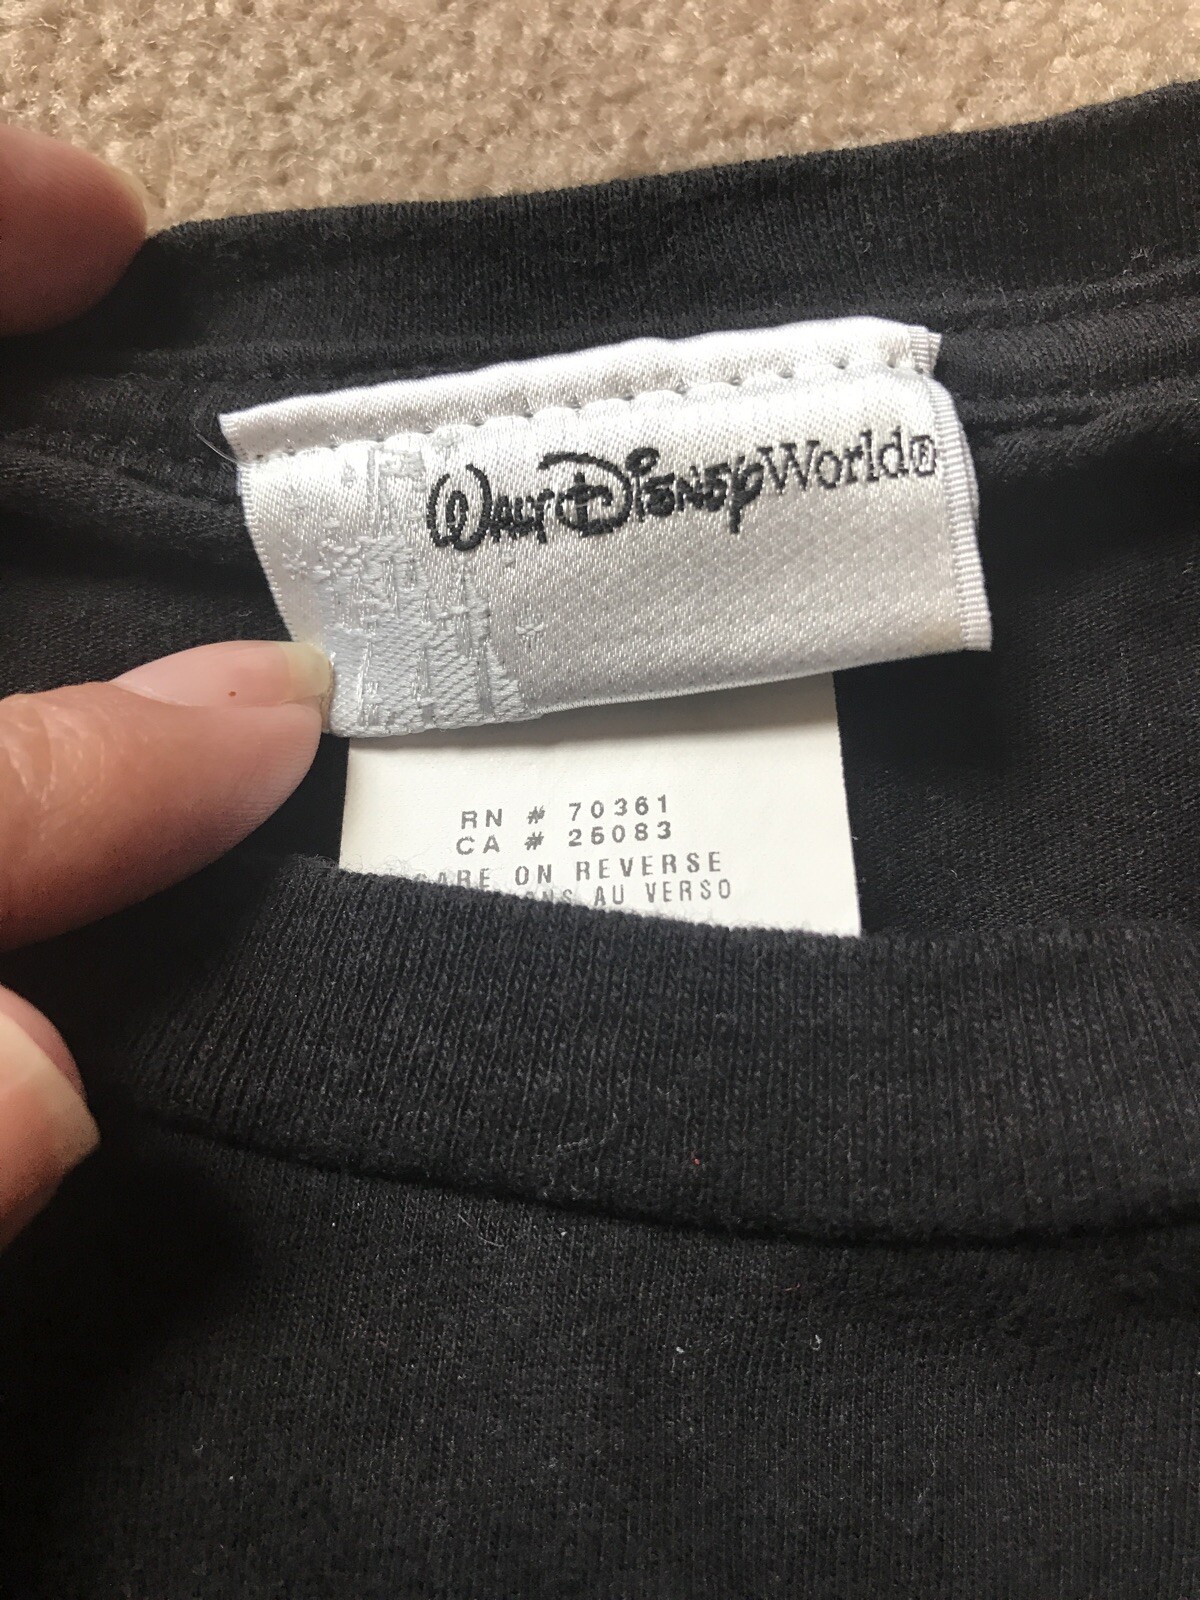 WALT DISNEY World®
RN # 70361
CA # 25083
CARE ON REVERSE
AU VERSO